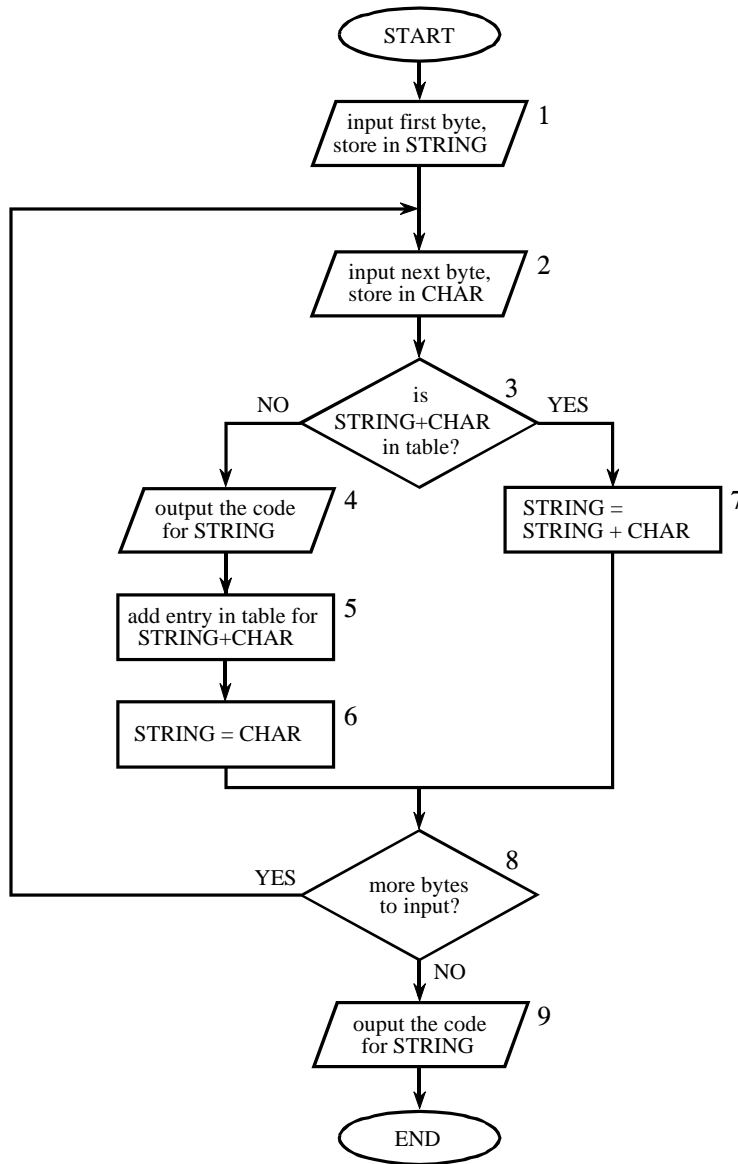 START
1
input first byte,
store in STRING
2
input next byte,
store in CHAR
3
is
STRING+CHAR
in table?
NO
YES
4
output the code
for STRING
7
STRING =
STRING + CHAR
5
add entry in table for
STRING+CHAR
6
STRING = CHAR
8
more bytes
to input?
YES
NO
9
ouput the code
for STRING
END